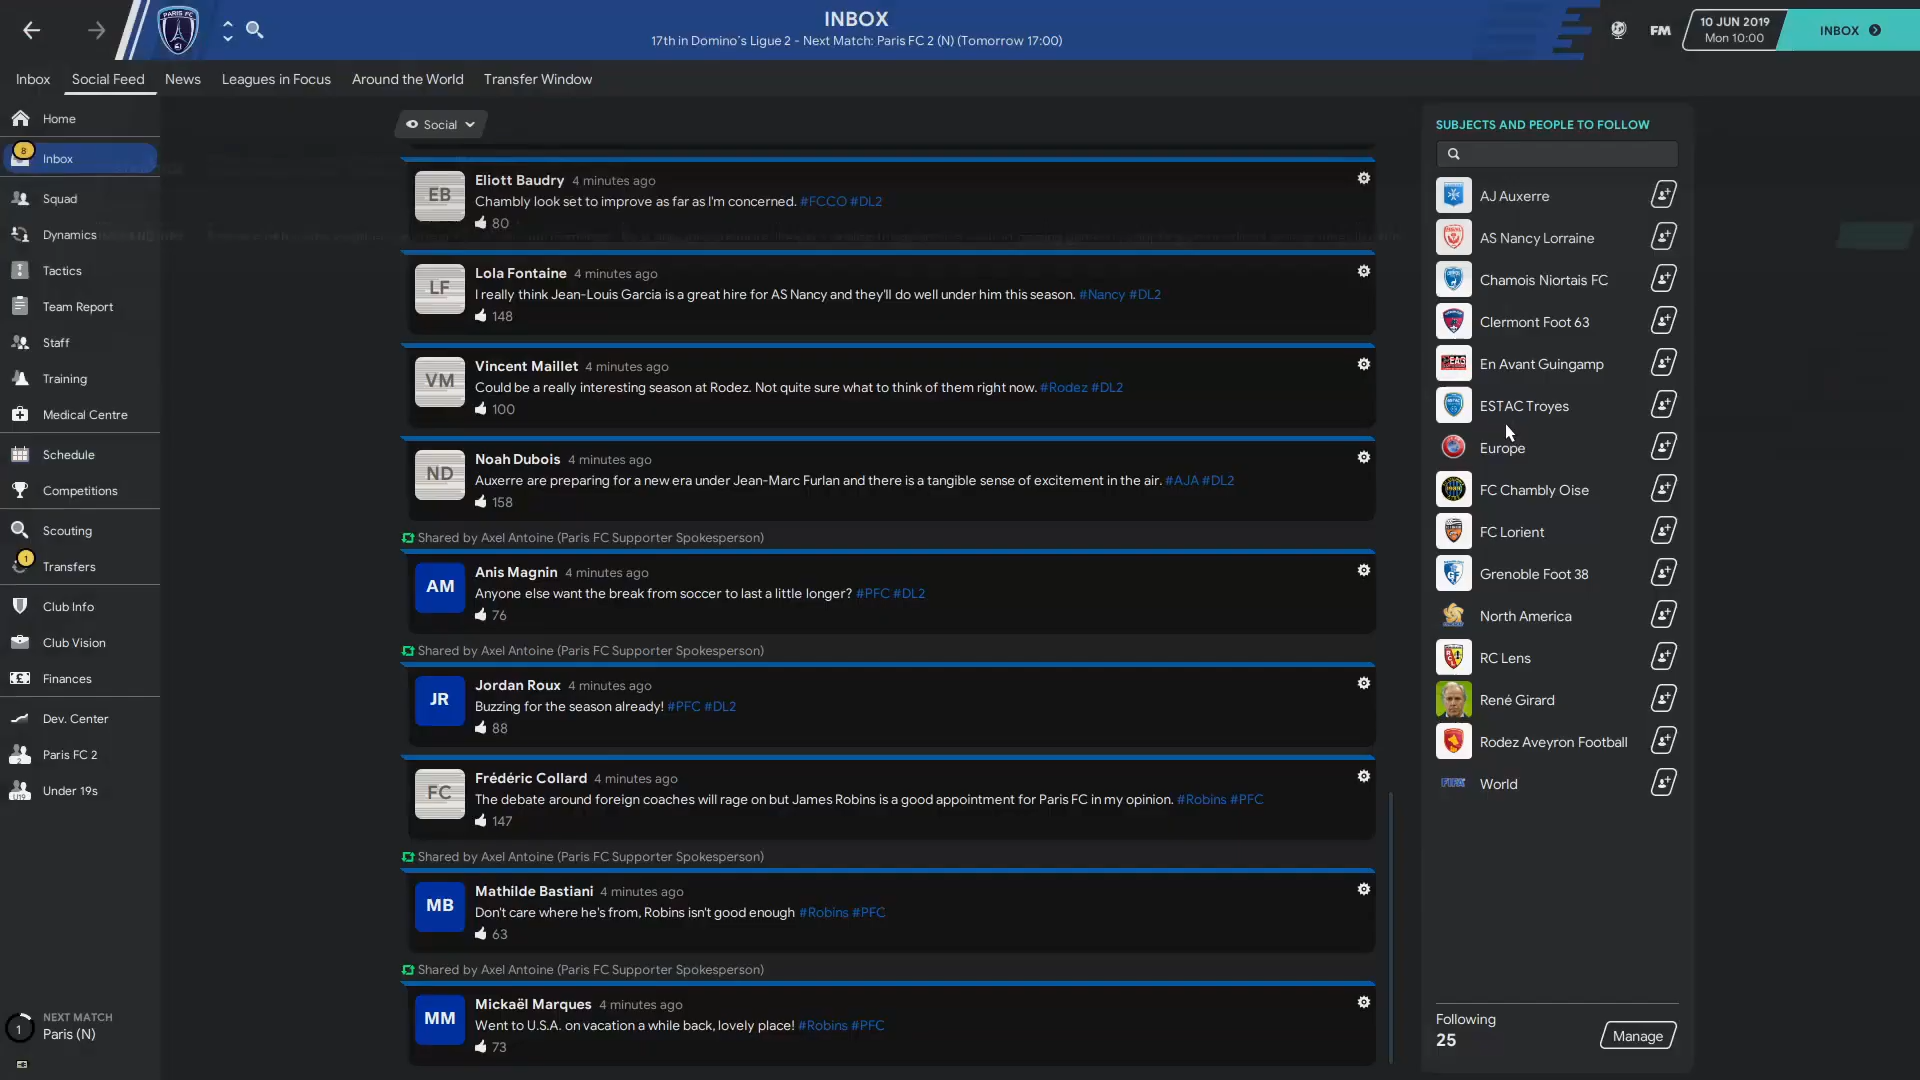 INBOX
17th in Domino's Ligue 2 - Next Match: Paris FC 2 (N) (Tomorrow 17:00)
FM
10 JUN 2019
Mon 10:00
INBOX
Inbox
Social Feed
News
Leagues in Focus
Around the World
Transfer Window
Home
8
Inbox
Squad
Dynamics
Tactics
Team Report
Staff
Training
Medical Centre
Schedule
Competitions
Scouting
1
Transfers
Club Info
Club Vision
Finances
Dev. Center
Paris FC 2
Under 19s
NEXT MATCH
1
Paris (N)
Social
EB
Eliott Baudry 4 minutes ago
Chambly look set to improve as far as I'm concerned. #FCCO #DL2
80
LF
Lola Fontaine 4 minutes ago
I really think Jean-Louis Garcia is a great hire for AS Nancy and they'll do well under him this season. #Nancy #DL2
148
VM
Vincent Maillet 4 minutes ago
Could be a really interesting season at Rodez. Not quite sure what to think of them right now. #Rodez #DL2
100
ND
Noah Dubois 4 minutes ago
Auxerre are preparing for a new era under Jean-Marc Furlan and there is a tangible sense of excitement in the air. #AJA #DL2
158
Shared by Axel Antoine (Paris FC Supporter Spokesperson)
AM
Anis Magnin 4 minutes ago
Anyone else want the break from soccer to last a little longer? #PFC #DL2
76
Shared by Axel Antoine (Paris FC Supporter Spokesperson)
JR
Jordan Roux 4 minutes ago
Buzzing for the season already! #PFC #DL2
88
FC
Frédéric Collard 4 minutes ago
The debate around foreign coaches will rage on but James Robins is a good appointment for Paris FC in my opinion. #Robins #PFC
147
Shared by Axel Antoine (Paris FC Supporter Spokesperson)
MB
Mathilde Bastiani 4 minutes ago
Don't care where he's from, Robins isn't good enough #Robins #PFC
63
Shared by Axel Antoine (Paris FC Supporter Spokesperson)
MM
Mickaël Marques 4 minutes ago
Went to U.S.A. on vacation a while back, lovely place! #Robins #PFC
73
SUBJECTS AND PEOPLE TO FOLLOW
AJ Auxerre
AS Nancy Lorraine
Chamois Niortais FC
Clermont Foot 63
En Avant Guingamp
ESTAC Troyes
Europe
FC Chambly Oise
FC Lorient
Grenoble Foot 38
North America
RC Lens
René Girard
Rodez Aveyron Football
World
Following
25
Manage